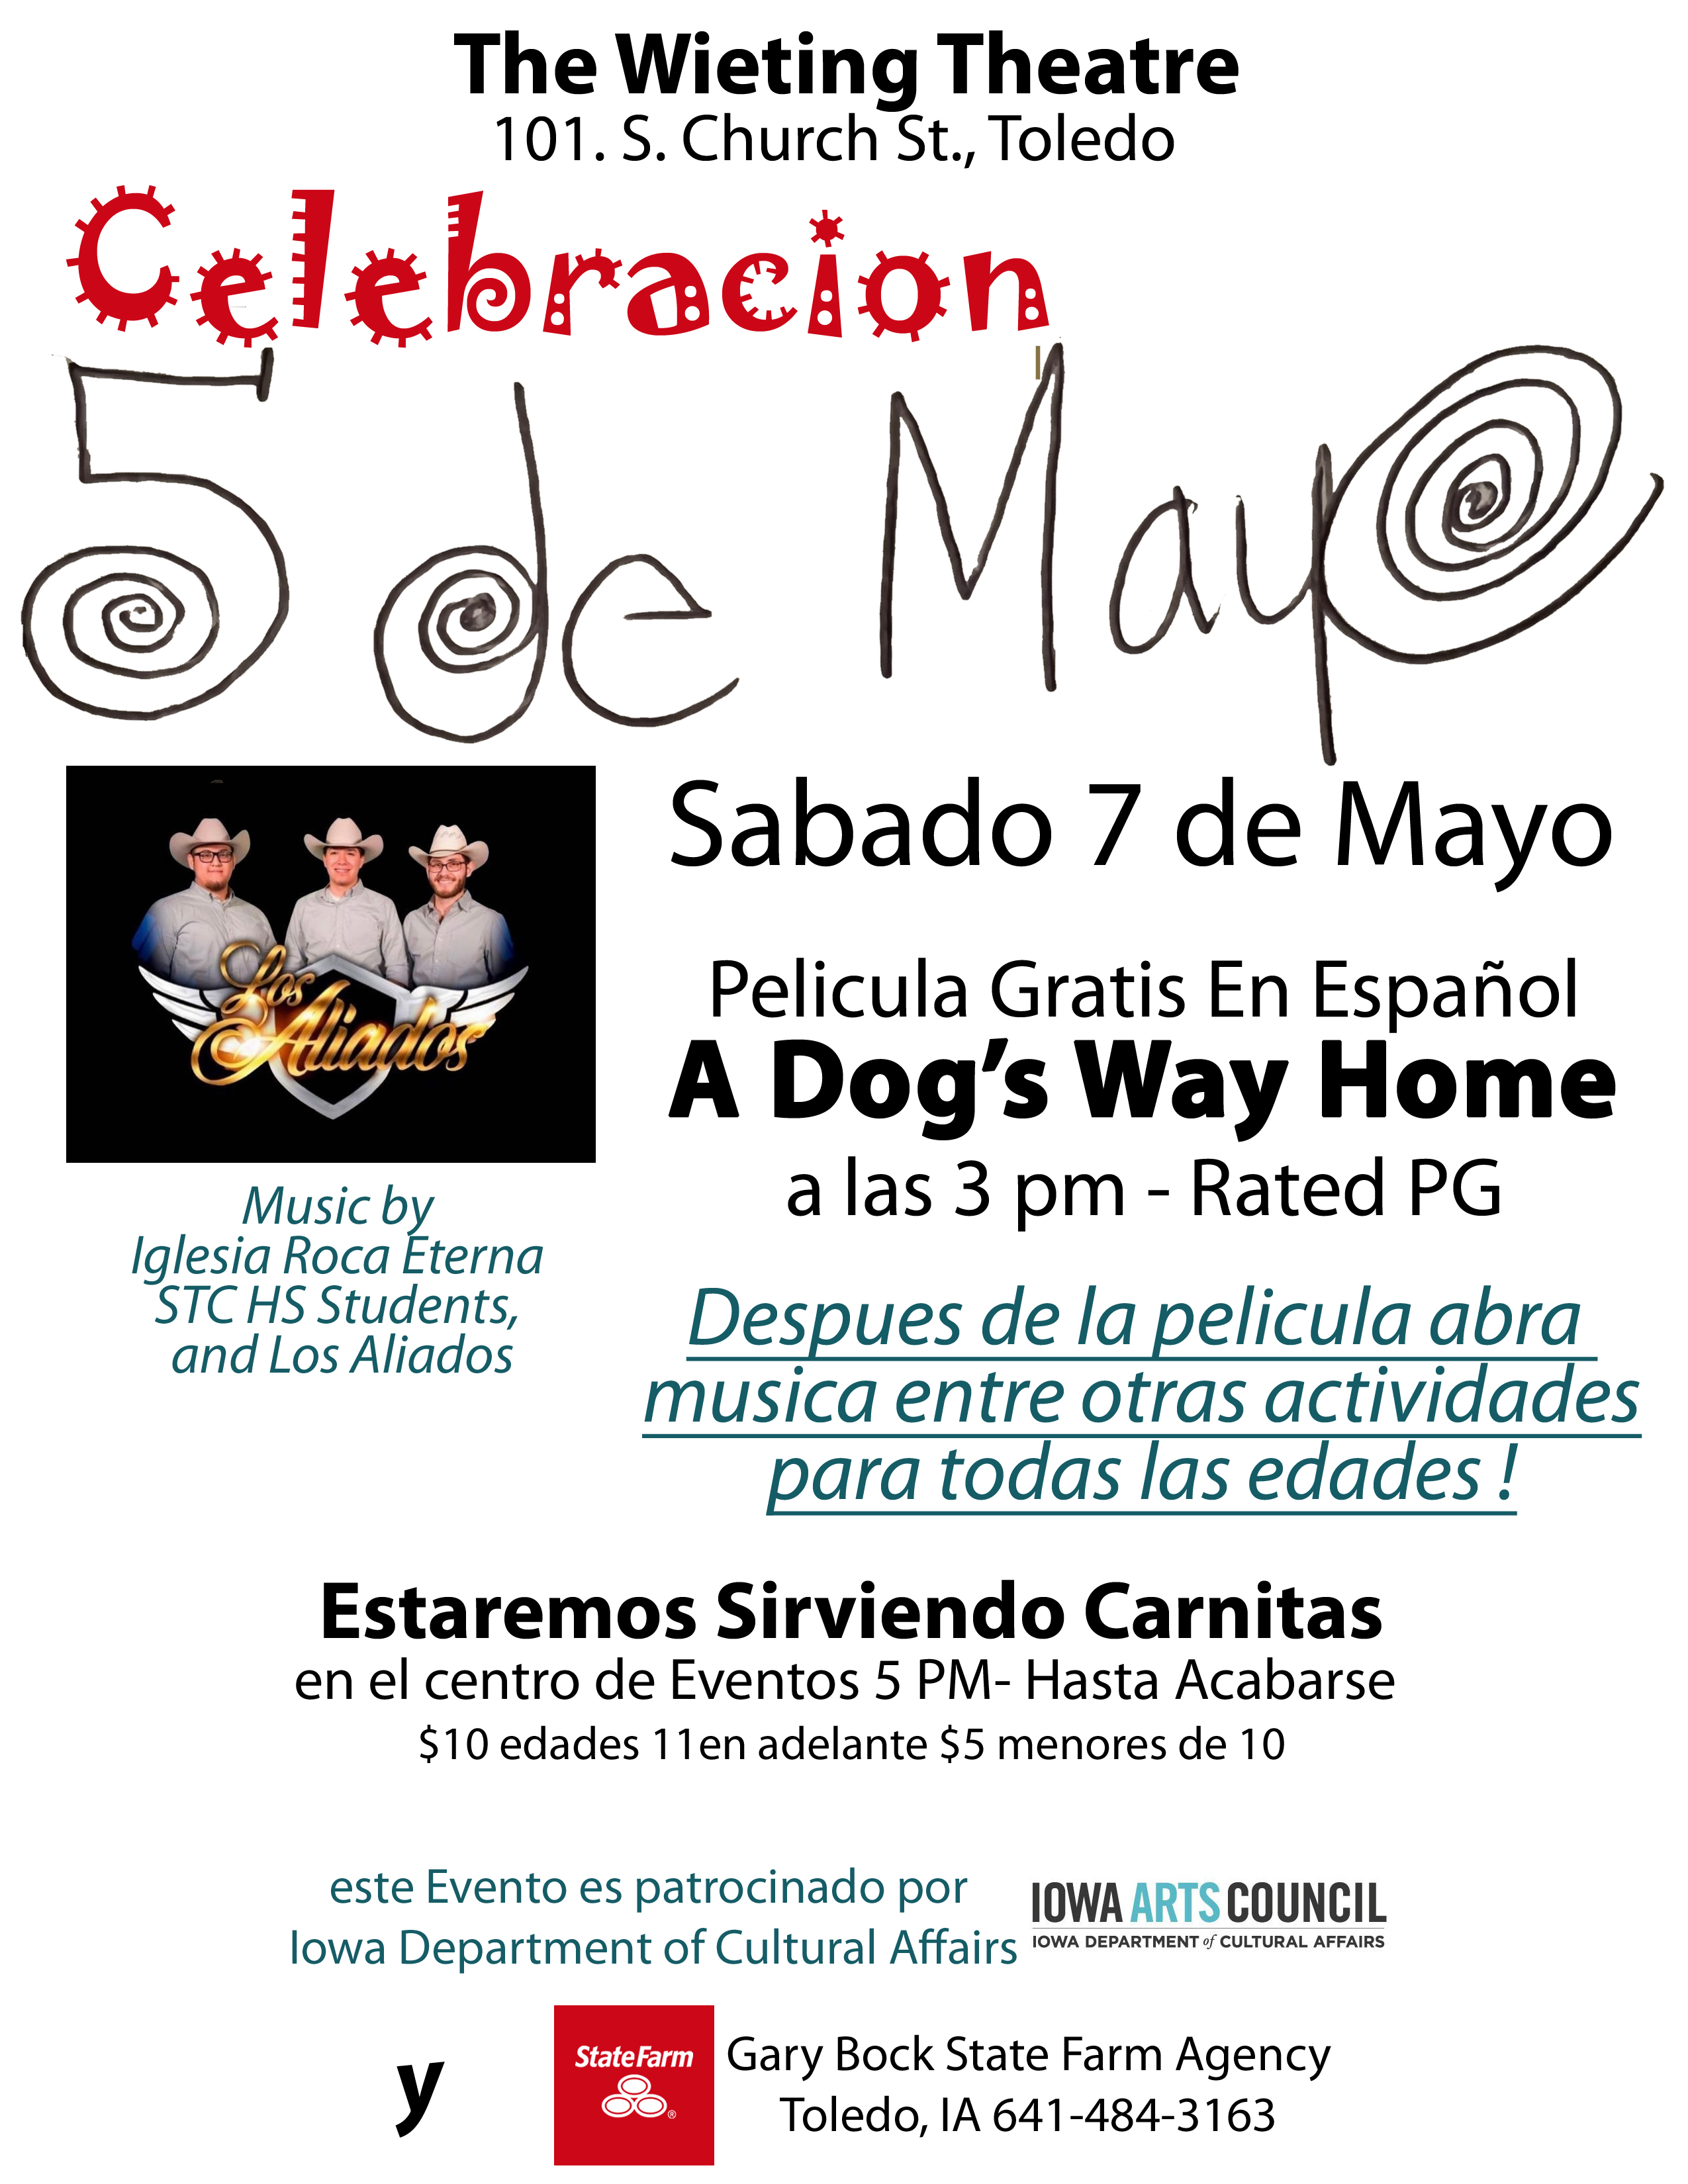 The Wieting Theatre
101. S. Church St., Toledo
Celebracion
5 de Mayo
Los
Aliados
Sabado 7 de Mayo
Pelicula Gratis En Español
A Dog’s Way Home
a las 3 pm - Rated PG
Music by
Iglesia Roca Eterna
STC HS Students,
and Los Aliados
Despues de la pelicula abra
musica entre otras actividades
para todas las edades !
Estaremos Sirviendo Carnitas
en el centro de Eventos 5 PM- Hasta Acabarse
$10 edades 11en adelante $5 menores de 10
este Evento es patrocinado por
Iowa Department of Cultural Affairs
IOWA ARTS COUNCIL
IOWA DEPARTMENT of CULTURAL AFFAIRS
y
State Farm
®
Gary Bock State Farm Agency
Toledo, IA 641-484-3163